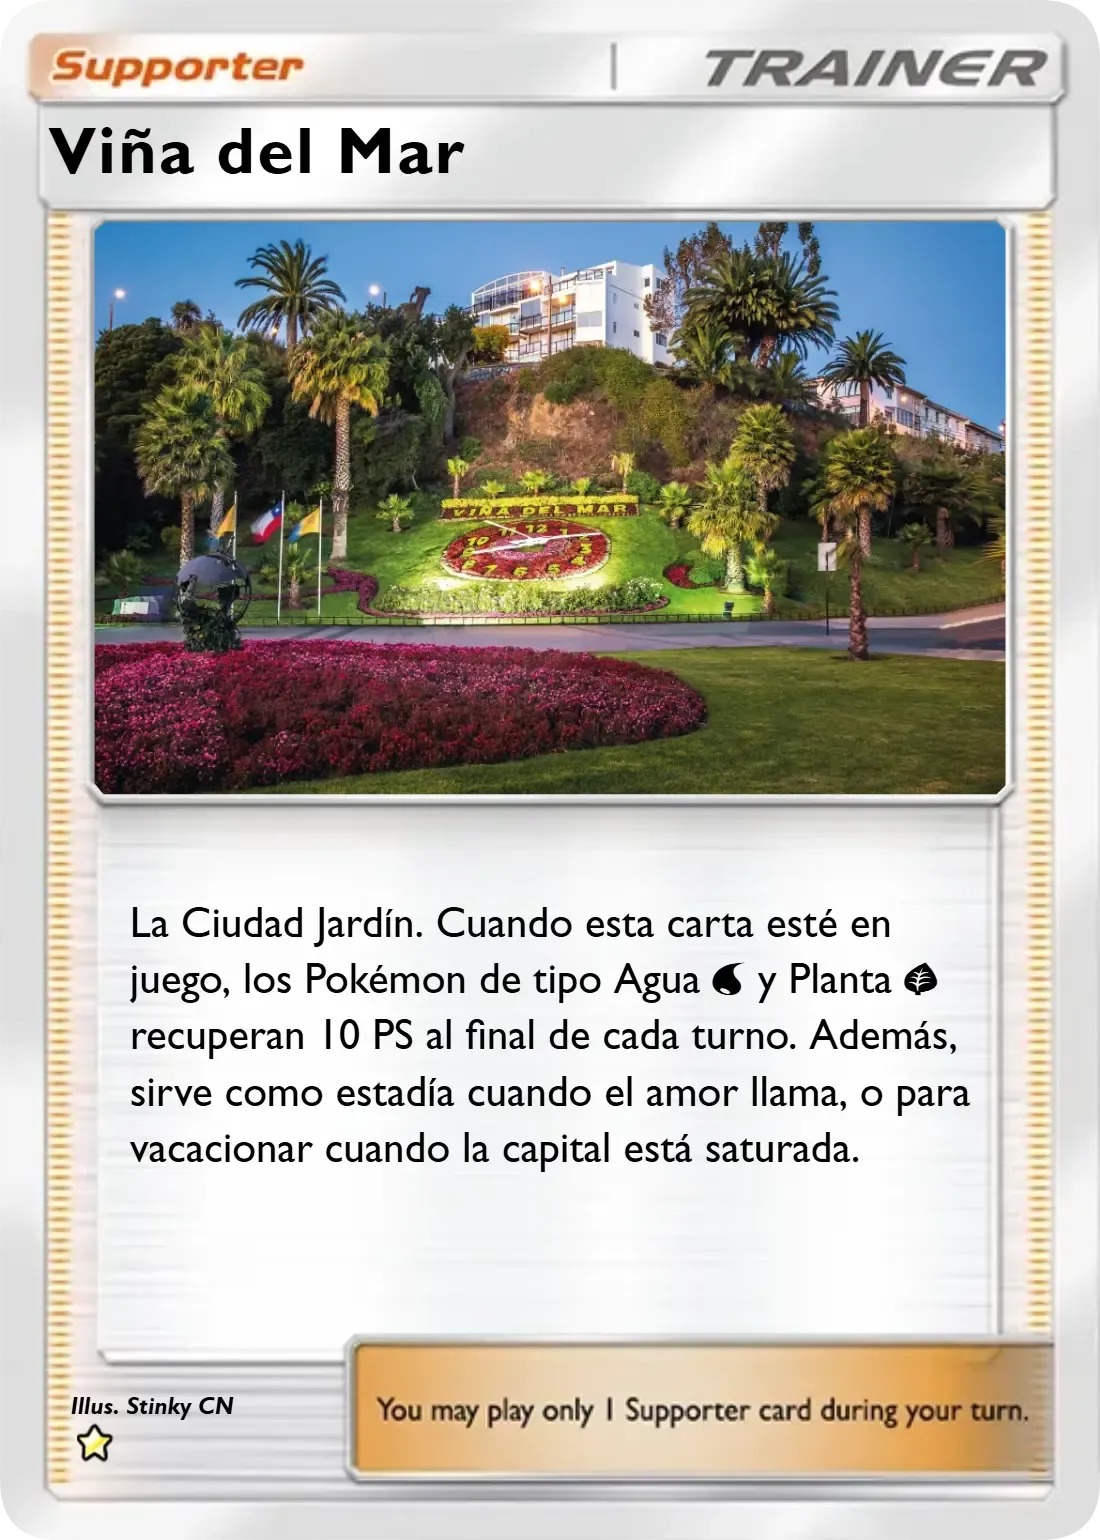 Supporter
TRAINER
Viña del Mar
VIÑA DEL MAR
La Ciudad Jardín. Cuando esta carta esté en
juego, los Pokémon de tipo Agua y Planta
recuperan 10 PS al final de cada turno. Además,
sirve como estadía cuando el amor llama, o para
vacacionar cuando la capital está saturada.
Illus. Stinky CN
You may play only 1 Supporter card during your turn.